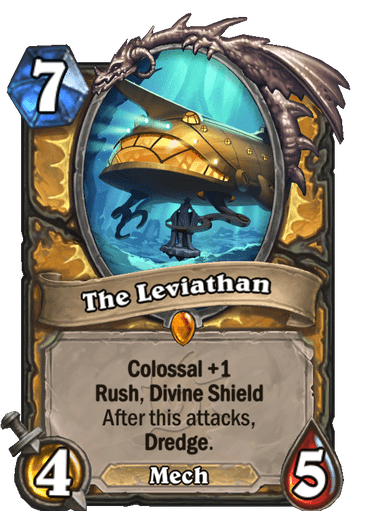 7
The Leviathan
Colossal +1
Rush, Divine Shield
After this attacks,
Dredge.
4
Mech
5